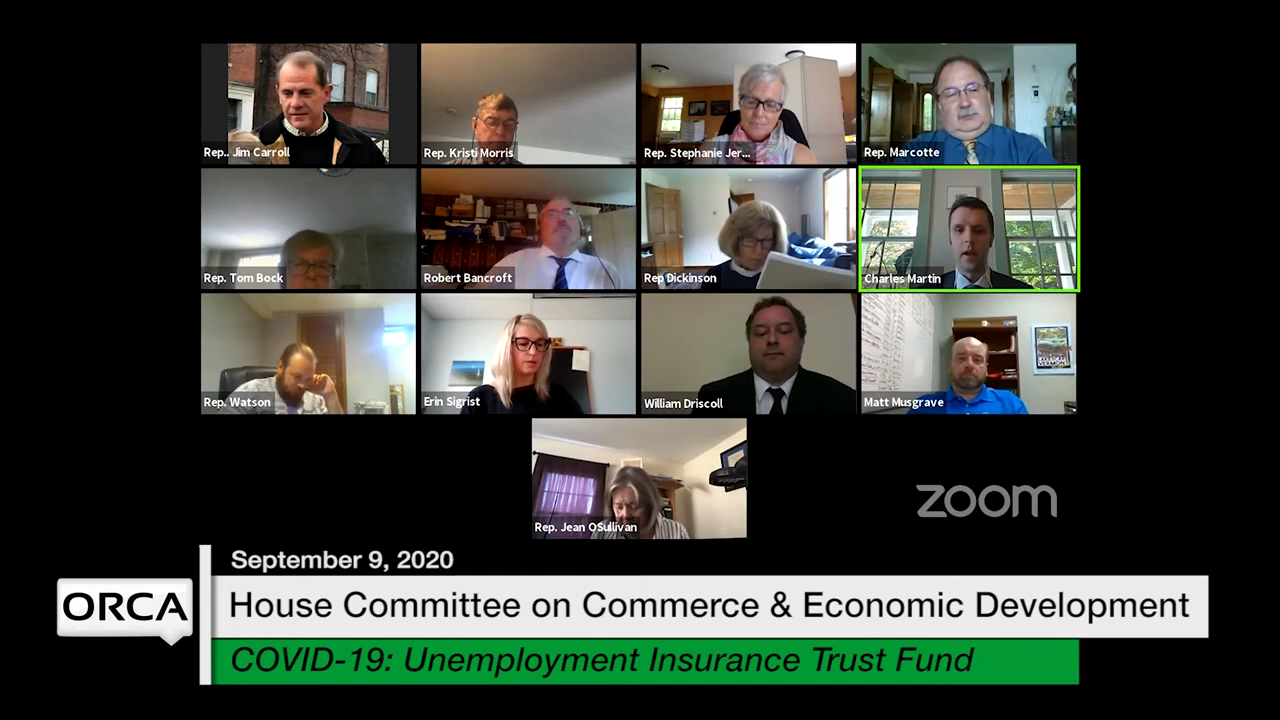 Rep.. Jim Carroll
Rep. Kristi Morris
Rep. Stephanie Jer...
Rep. Marcotte
Rep. Tom Bock
Robert Bancroft
Rep Dickinson
Charles Martin
Rep. Watson
Erin Sigrist
William Driscoll
Matt Musgrave
Rep. Jean OSullivan
zoom
September 9, 2020
ORCA
House Committee on Commerce & Economic Development
COVID-19: Unemployment Insurance Trust Fund